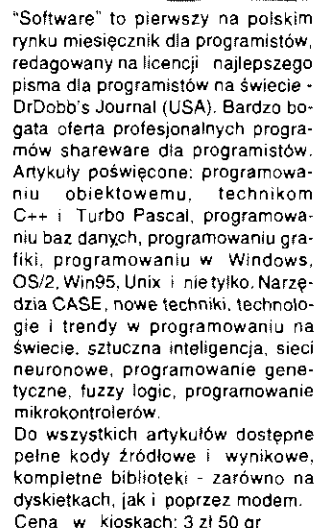 "Software" to pierwszy na polskim
rynku miesięcznik dla programistów,
redagowany na licencji najlepszego
pisma dla programistów na świecie -
DrDobb's Journal (USA). Bardzo bo-
gata oferta profesjonalnych progra-
mów shareware dla programistów.
Artykuły poświęcone: programowa-
niu obiektowemu, technikom
C++ i Turbo Pascal, programowa-
niu baz danych, programowaniu gra-
fiki, programowaniu w Windows,
OS/2, Win95, Unix i nie tylko. Narzę-
dzia CASE, nowe techniki, technolo-
gie i trendy w programowaniu na
świecie, sztuczna inteligencja, sieci
neuronowe, programowanie gene-
tyczne, fuzzy logic, programowanie
mikrokontrolerów.
Do wszystkich artykułów dostępne
pełne kody źródłowe i wynikowe,
kompletne biblioteki - zarówno na
dyskietkach, jak i poprzez modem.
Cena w kioskach: 3 zł 50 gr